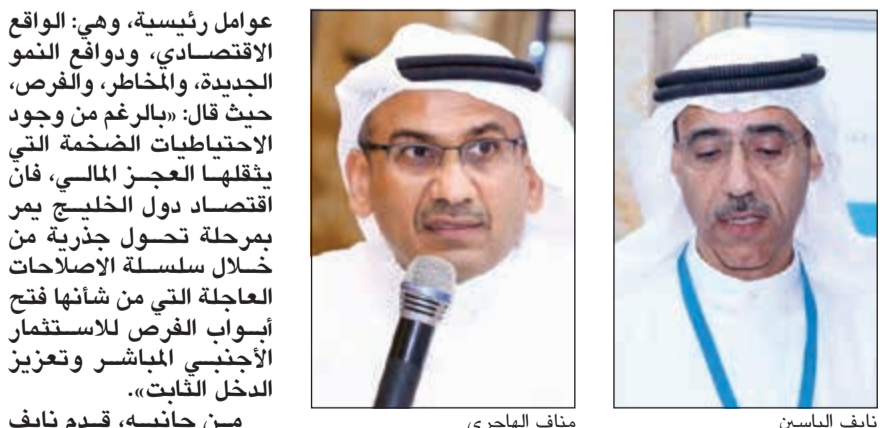 عوامل رئيسية، وهي: الواقع
الاقتصادي، ودوافع النمو
الجديدة، والمخاطر، والفرص،
حيث قال: «بالرغم من وجود
الاحتياطيات الضخمة التي
يثقلها العجز المالي، فان
اقتصاد دول الخليج يمر
بمرحلة تحول جذرية من
خلال سلسلة الاصلاحات
العاجلة التي من شأنها فتح
أبواب الفرص للاستثمار
الأجنبي المباشر وتعزيز
الدخل الثابت».
من جانبه، قدم نايف
نايف الياسين
مناف الهاجري